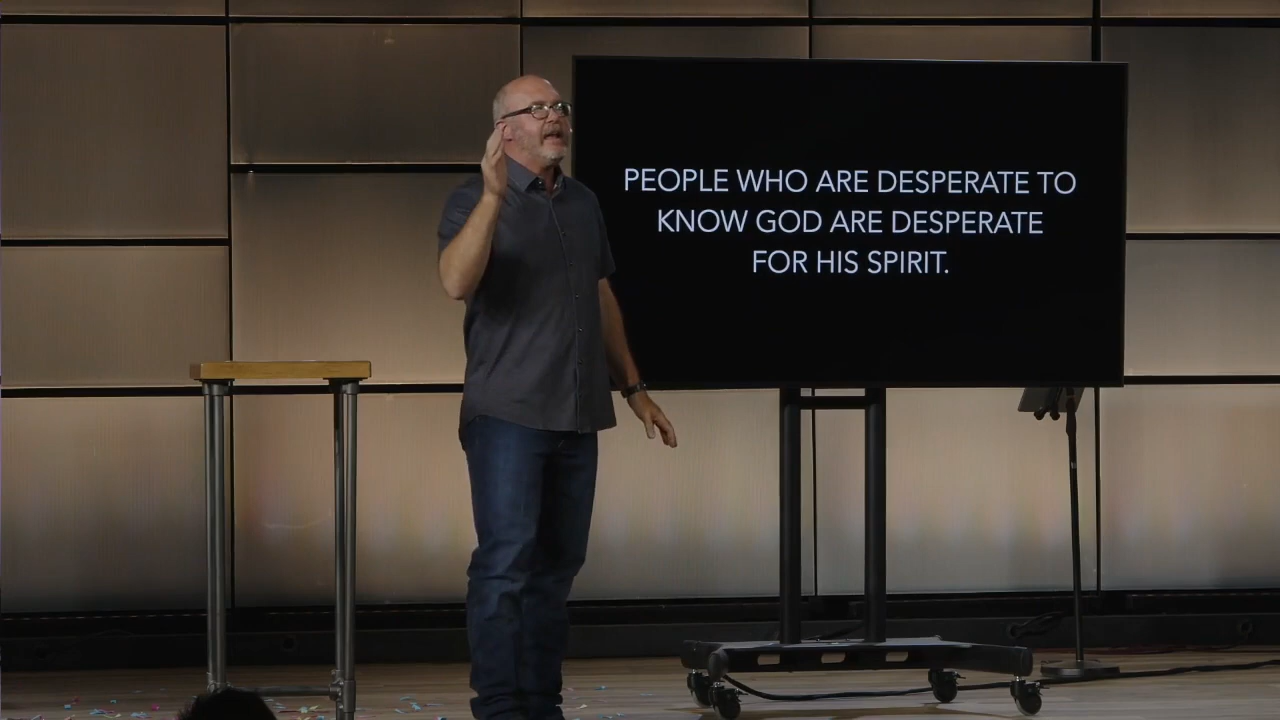 PEOPLE WHO ARE DESPERATE TO
KNOW GOD ARE DESPERATE
FOR HIS SPIRIT.